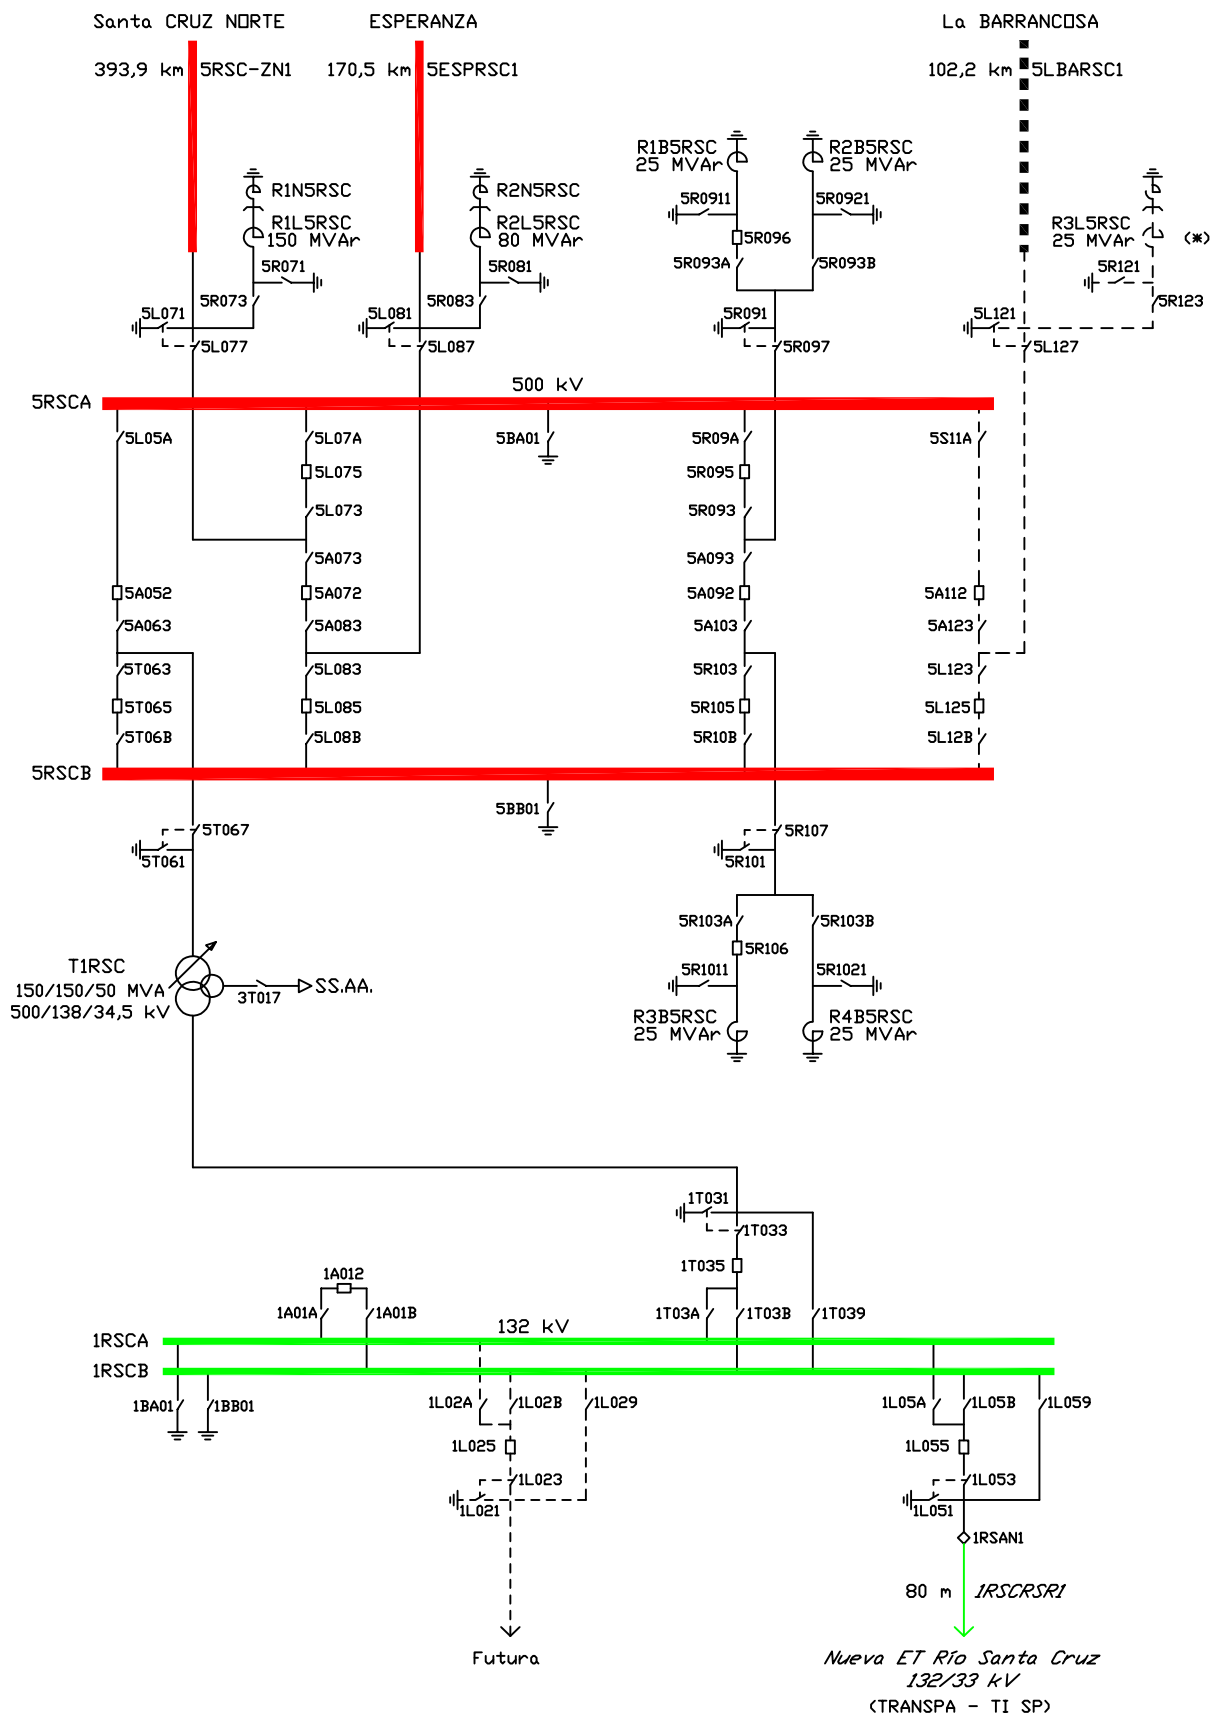 Santa CRUZ NORTE
ESPERANZA
La BARRANCOSA
393,9 km
5RSC-ZN1
170,5 km
5ESPRSC1
102,2 km
5LBARSC1
R1B5RSC
25 MVAr
R2B5RSC
25 MVAr
R1N5RSC
R1L5RSC
150 MVAr
R2N5RSC
R2L5RSC
80 MVAr
5R0911
5R0921
R3L5RSC
25 MVAr
(*)
5R096
5R093A
5R093B
5R071
5R081
5R121
5R073
5R083
5R123
5L071
5L081
5R091
5L121
5L077
5L087
5R097
5L127
500 kV
5RSCA
5L05A
5L07A
5BA01
5R09A
5S11A
5L075
5R095
5L073
5R093
5A073
5A093
5A052
5A072
5A092
5A112
5A063
5A083
5A103
5A123
5T063
5L083
5R103
5L123
5T065
5L085
5R105
5L125
5T06B
5L08B
5R10B
5L12B
5RSCB
5BB01
5T067
5R107
5T061
5R101
5R103A
5R103B
5R106
T1RSC
150/150/50 MVA
500/138/34,5 kV
3T017
SS.AA.
5R1011
5R1021
R3B5RSC
25 MVAr
R4B5RSC
25 MVAr
1T031
1T033
1T035
1A012
1A01A
1A01B
1T03A
1T03B
1T039
132 kV
1RSCA
1RSCB
1BA01
1BB01
1L02A
1L02B
1L029
1L05A
1L05B
1L059
1L025
1L055
1L023
1L053
1L021
1L051
1RSAN1
80 m
1RSCRSR1
Futura
Nueva ET Río Santa Cruz
132/33 kV
(TRANSPA - TI SP)